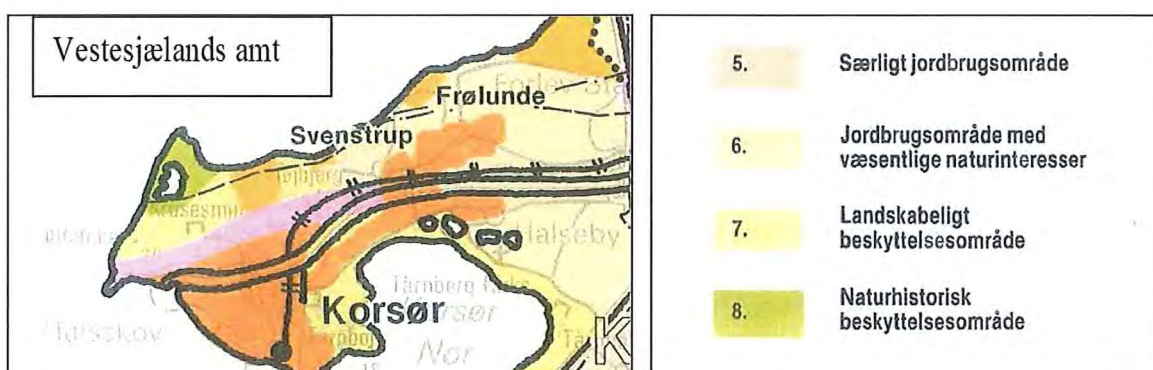 Vestesjælands amt
Frølunde
Svenstrup
Halseby
Korsør
Korsør
Nor
K
5. Særligt jordbrugsområde
6. Jordbrugsområde med
væsentlige naturinteresser
7. Landskabeligt
beskyttelsesområde
8. Naturhistorisk
beskyttelsesområde